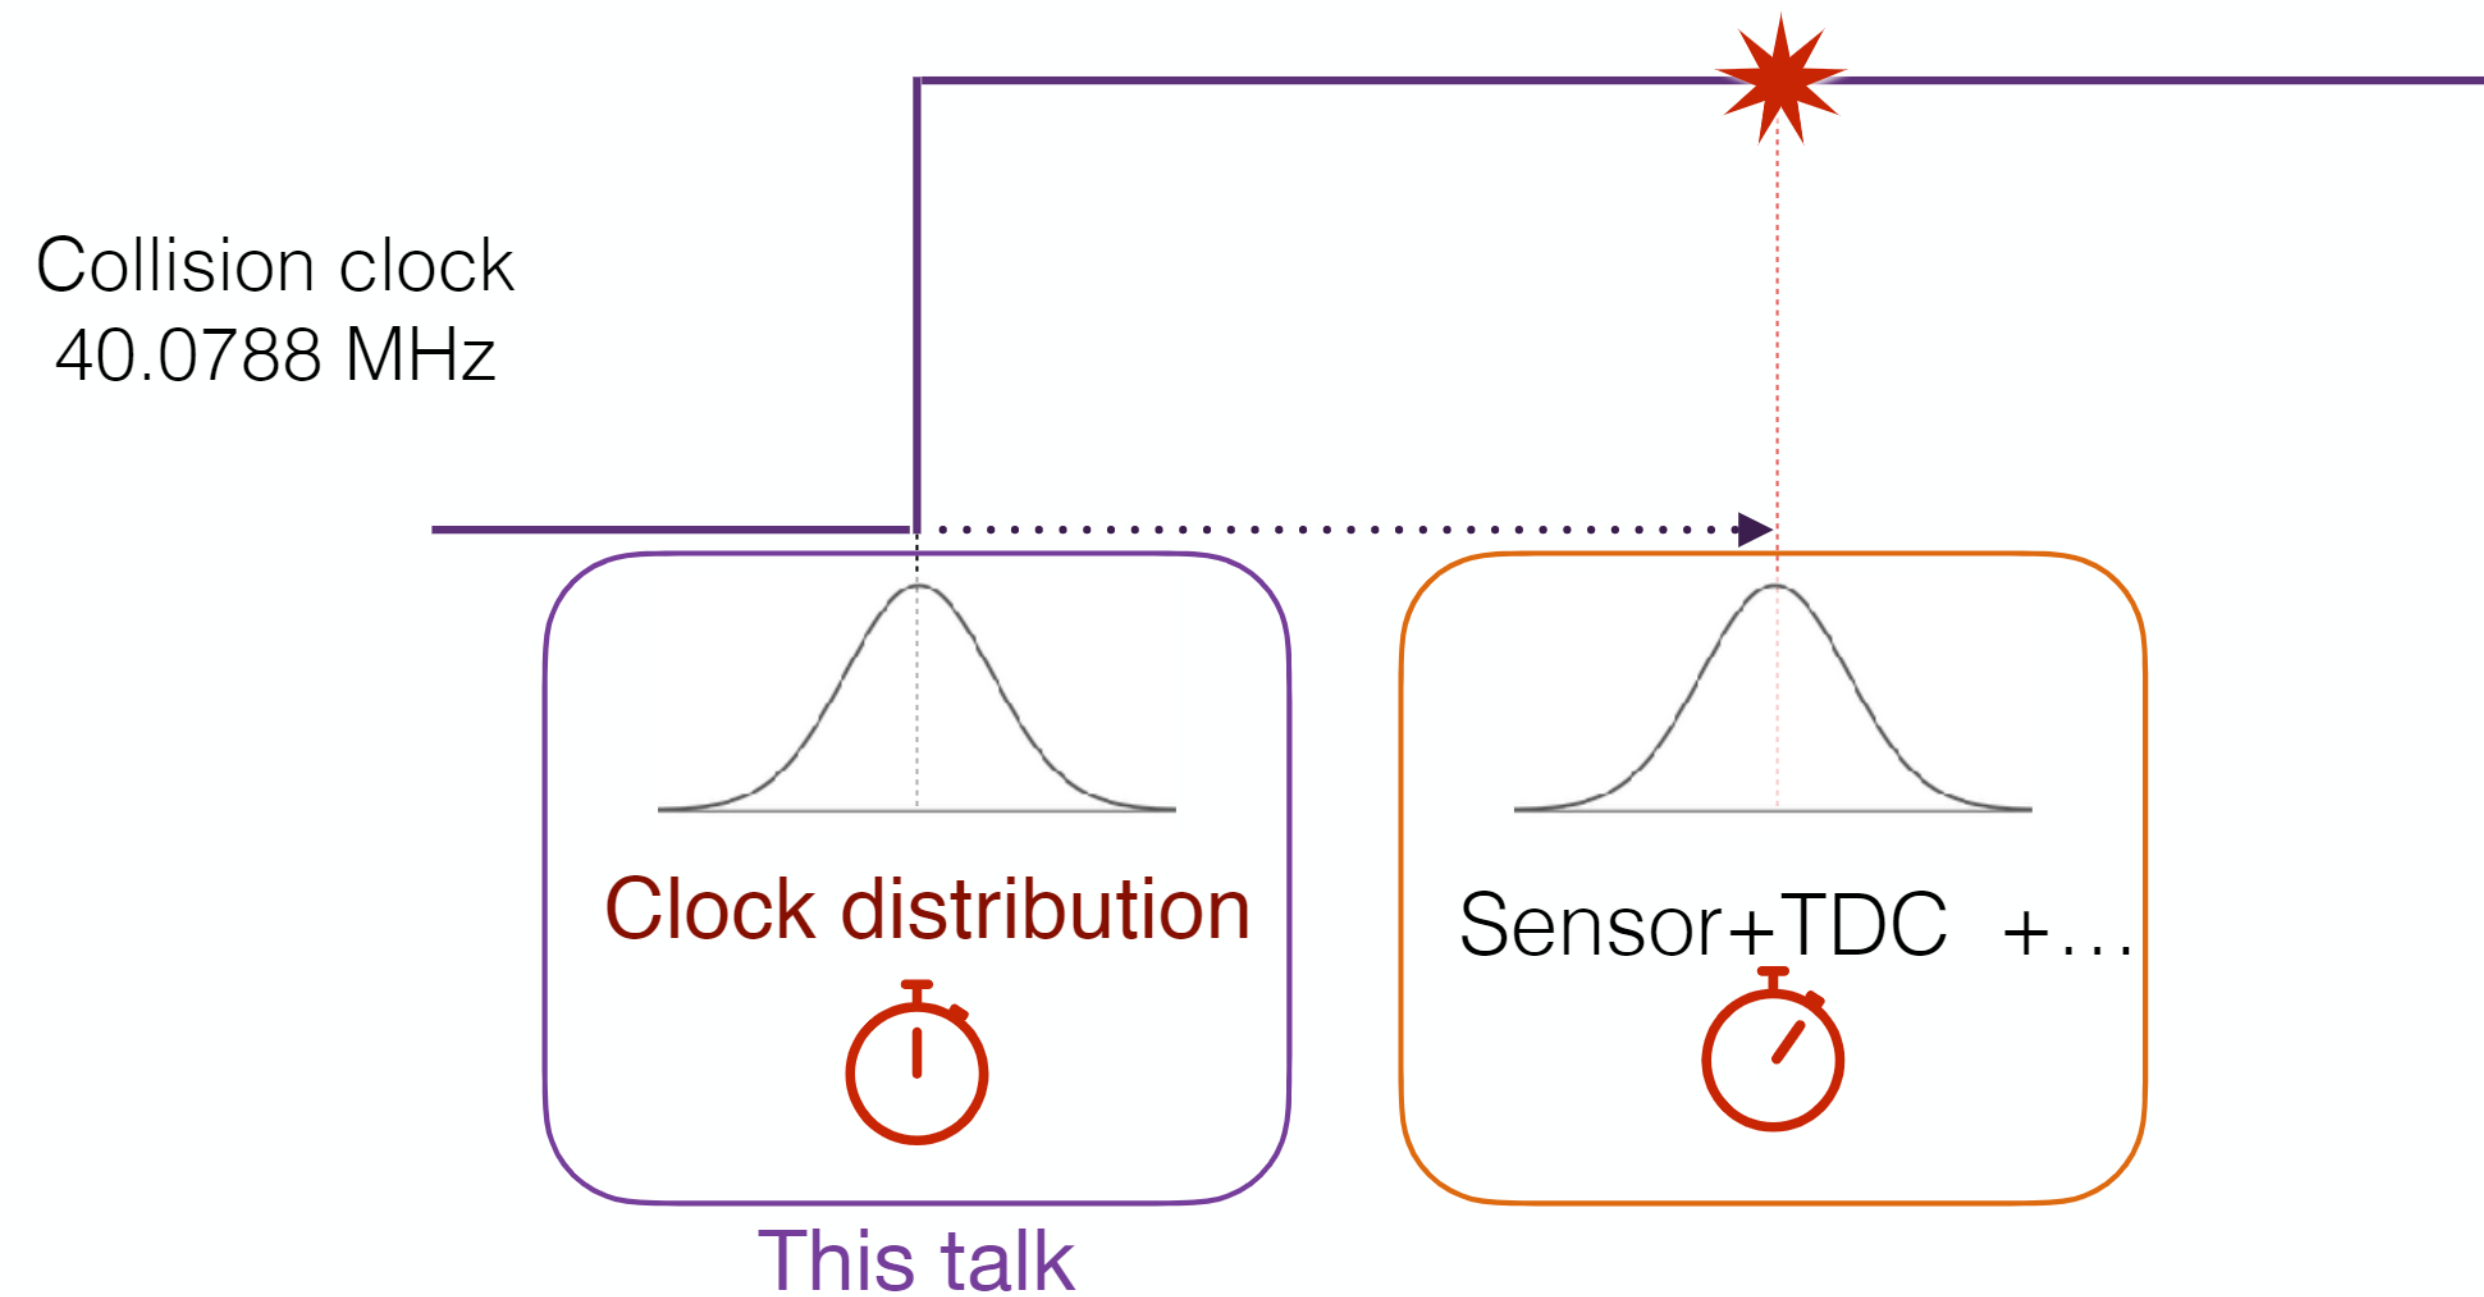 Collision clock
40.0788 MHz
Clock distribution
Sensor+TDC +...
This talk